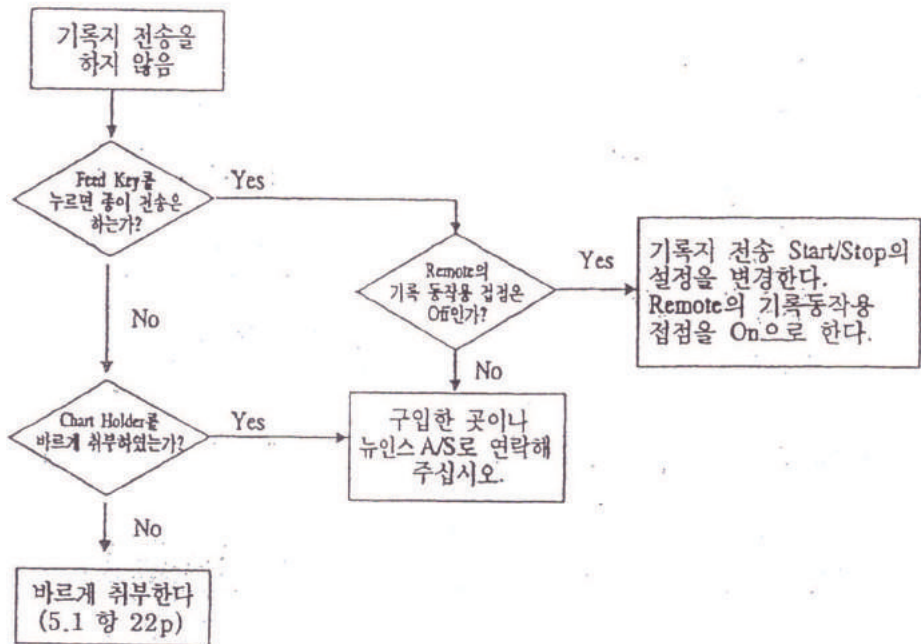 기록지 전송을
하지 않음
Feed Key를
누르면 종이 전송은
하는가?
Yes
No
Remote의
기록 동작용 접점은
Off인가?
Yes
기록지 전송 Start/Stop의
설정을 변경한다.
Remote의 기록동작용
접점을 On으로 한다.
No
Chart Holder를
바르게 취부하였는가?
Yes
구입한 곳이나
뉴인스 A/S로 연락해
주십시오.
No
바르게 취부한다
(5.1 항 22p)